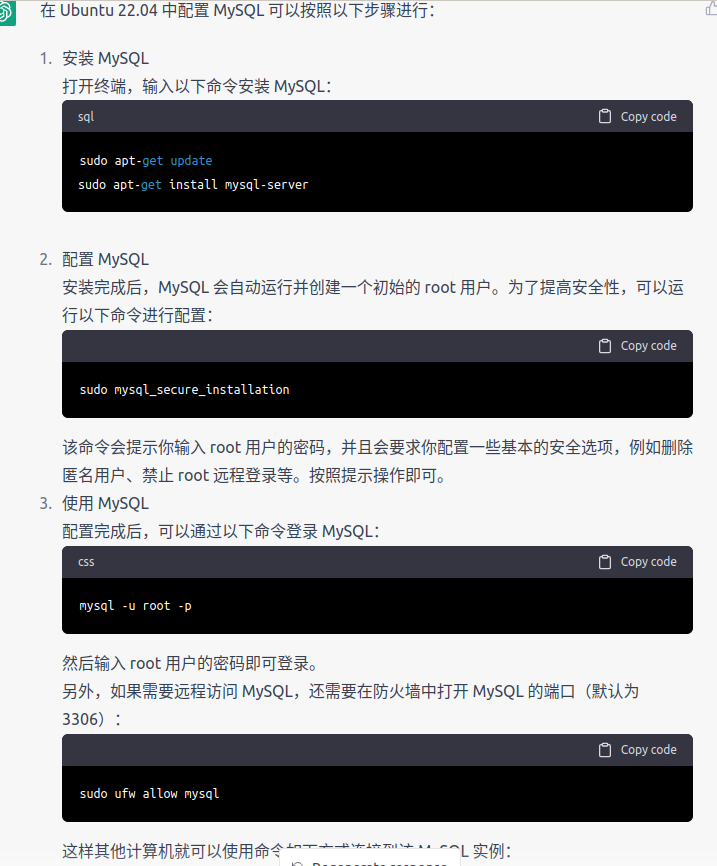 在 Ubuntu 22.04 中配置 MySQL 可以按照以下步骤进行：
1. 安装 MySQL
打开终端，输入以下命令安装 MySQL：
sql Copy code
sudo apt-get update
sudo apt-get install mysql-server
2. 配置 MySQL
安装完成后，MySQL 会自动运行并创建一个初始的 root 用户。为了提高安全性，可以运
行以下命令进行配置：
Copy code
sudo mysql_secure_installation
该命令会提示你输入 root 用户的密码，并且会要求你配置一些基本的安全选项，例如删除
匿名用户、禁止 root 远程登录等。按照提示操作即可。
3. 使用 MySQL
配置完成后，可以通过以下命令登录 MySQL：
css Copy code
mysql -u root -p
然后输入 root 用户的密码即可登录。
另外，如果需要远程访问 MySQL，还需要在防火墙中打开 MySQL 的端口（默认为
3306）：
Copy code
sudo ufw allow mysql
这样其他计算机就可以使用命令如下方式连接到该 MySQL 实例：
Regenerate response